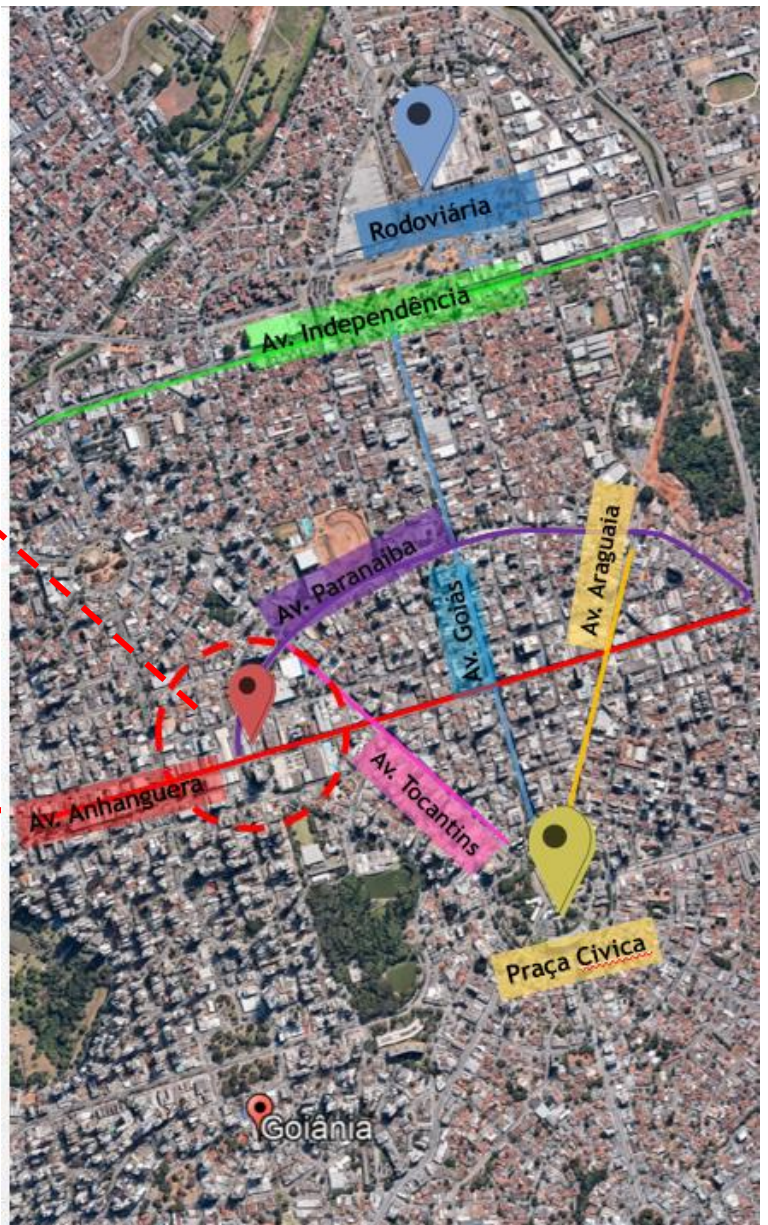 Rodoviária
Av. Independência
Av. Paranaíba
Av. Araguaia
Av. Goiás
Av. Anhanguera
Av. Tocantins
Praça Civica
Goiânia